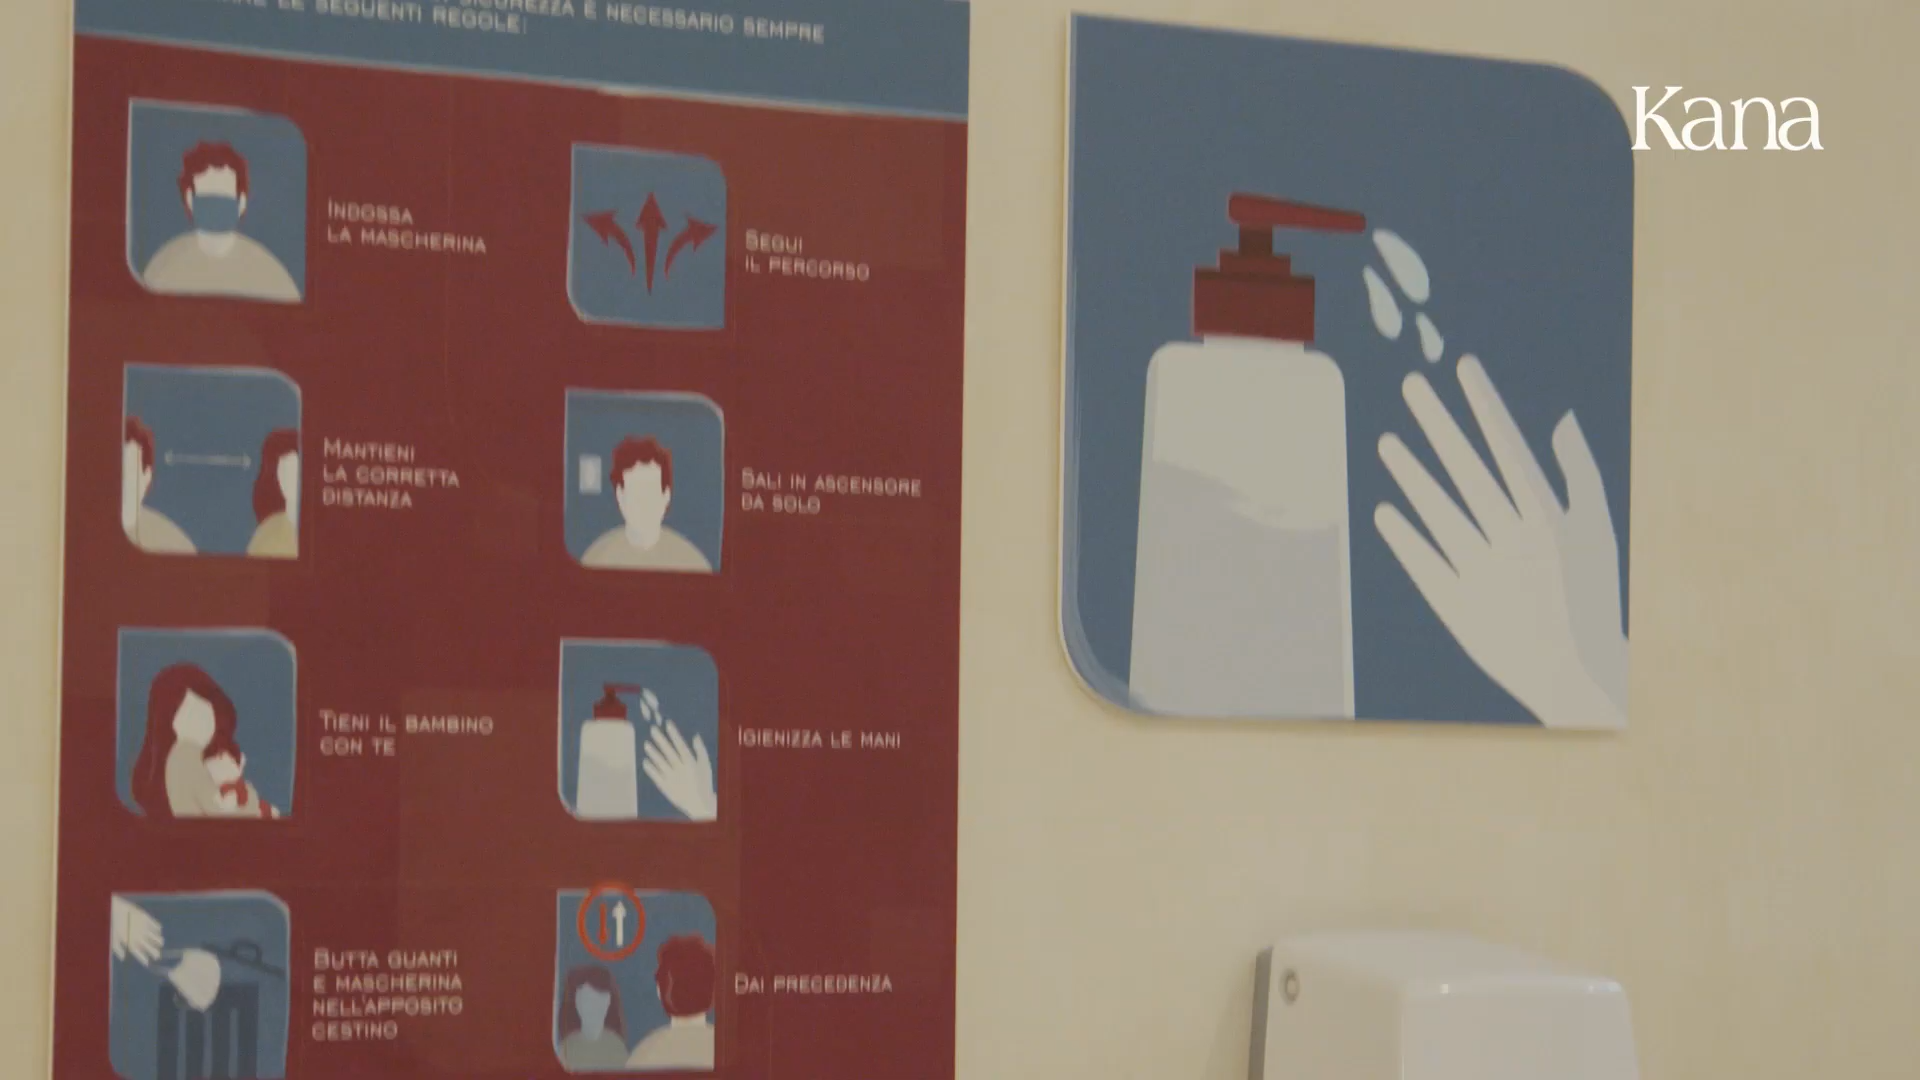 SICUREZZA È NECESSARIO SEMPRE
LE SEGUENTI REGOLE:
Kana
INDOSSA
LA MASCHERINA
SEGUI
IL PERCORSO
MANTIENI
LA CORRETTA
DISTANZA
SALI IN ASCENSORE
DA SOLO
TIENI IL BAMBINO
CON TE
IGIENIZZA LE MANI
BUTTA GUANTI
E MASCHERINA
NELL'APPOSITO
CESTINO
DAI PRECEDENZA